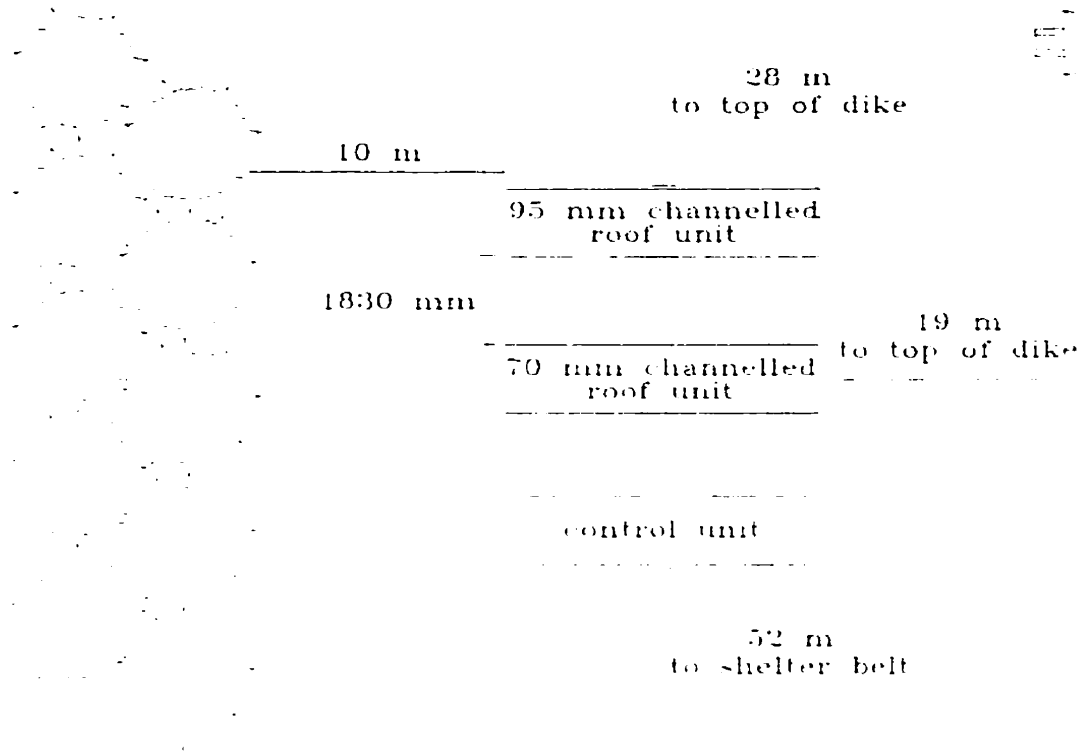 28 m
to top of dike
10 m
95 mm channelled
roof unit
1830 mm
19 m
to top of dike
70 mm channelled
roof unit
control unit
52 m
to shelter belt